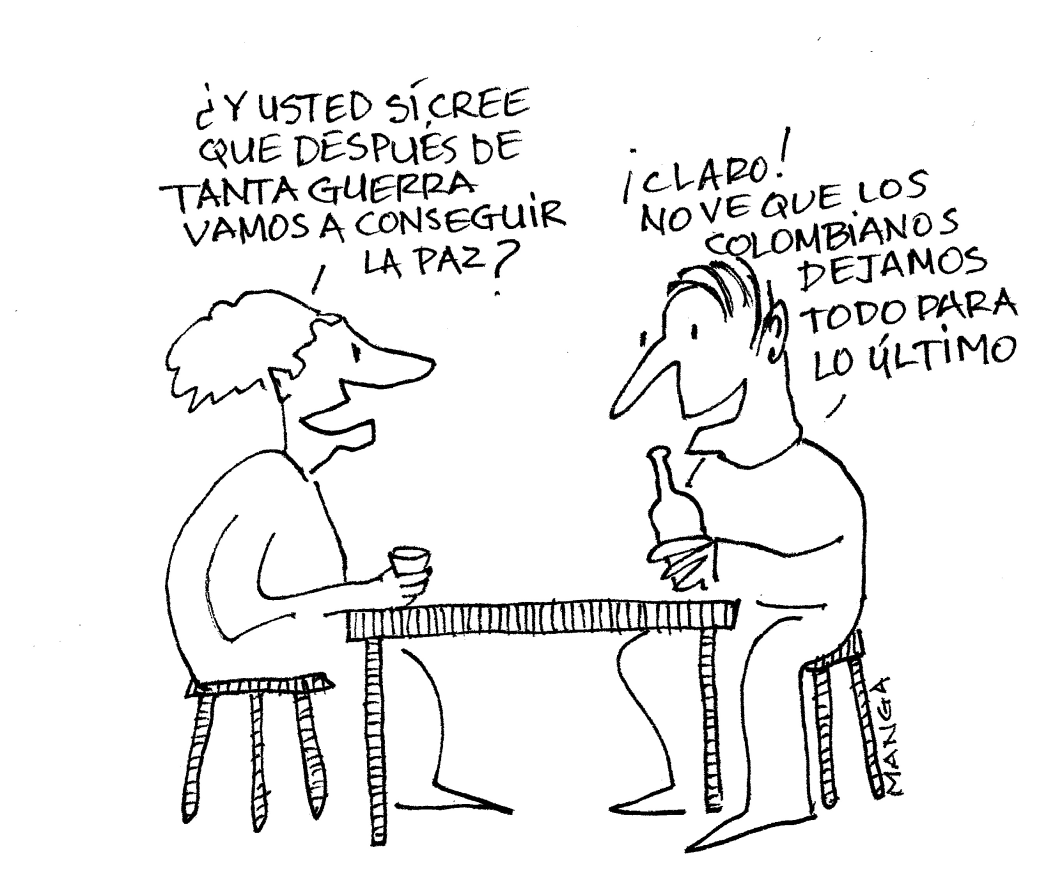 ¿Y USTED SÍ CREE
QUE DESPUÉS DE
TANTA GUERRA
VAMOS A CONSEGUIR
LA PAZ?
¡CLARO!
NO VE QUE LOS
COLOMBIANOS
DEJAMOS
TODO PARA
LO ÚLTIMO
MANGA